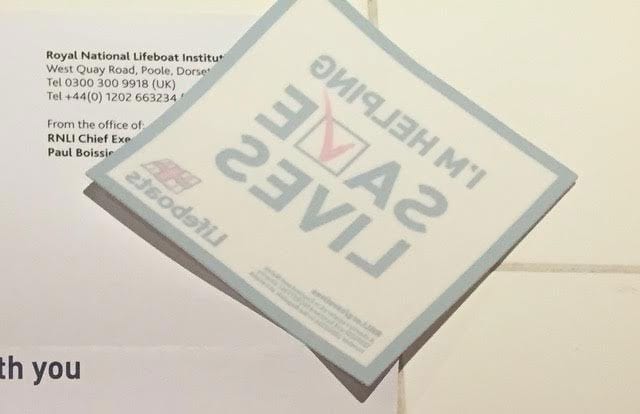 Royal National Lifeboat Institu
West Quay Road, Poole, Dorset
Tel 0300 300 9918 (UK)
Tel +44(0) 1202 663234
From the office of:
RNLI Chief Exe
Paul Boissie
I'M HELPING
SAVE
LIVES
Lifeboats
th you